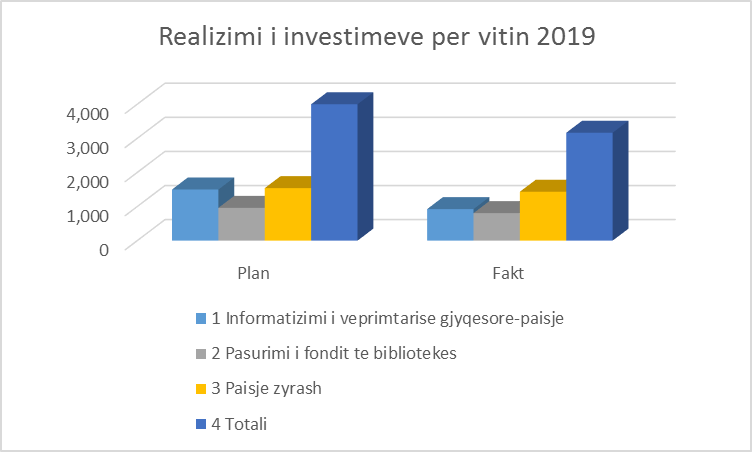 Realizimi i investimeve per vitin 2019
4,000
3,000
2,000
1,000
0
Plan
Fakt
1 Informatizimi i veprimtarise gjyqesore-paisje
2 Pasurimi i fondit te bibliotekes
3 Paisje zyrash
4 Totali